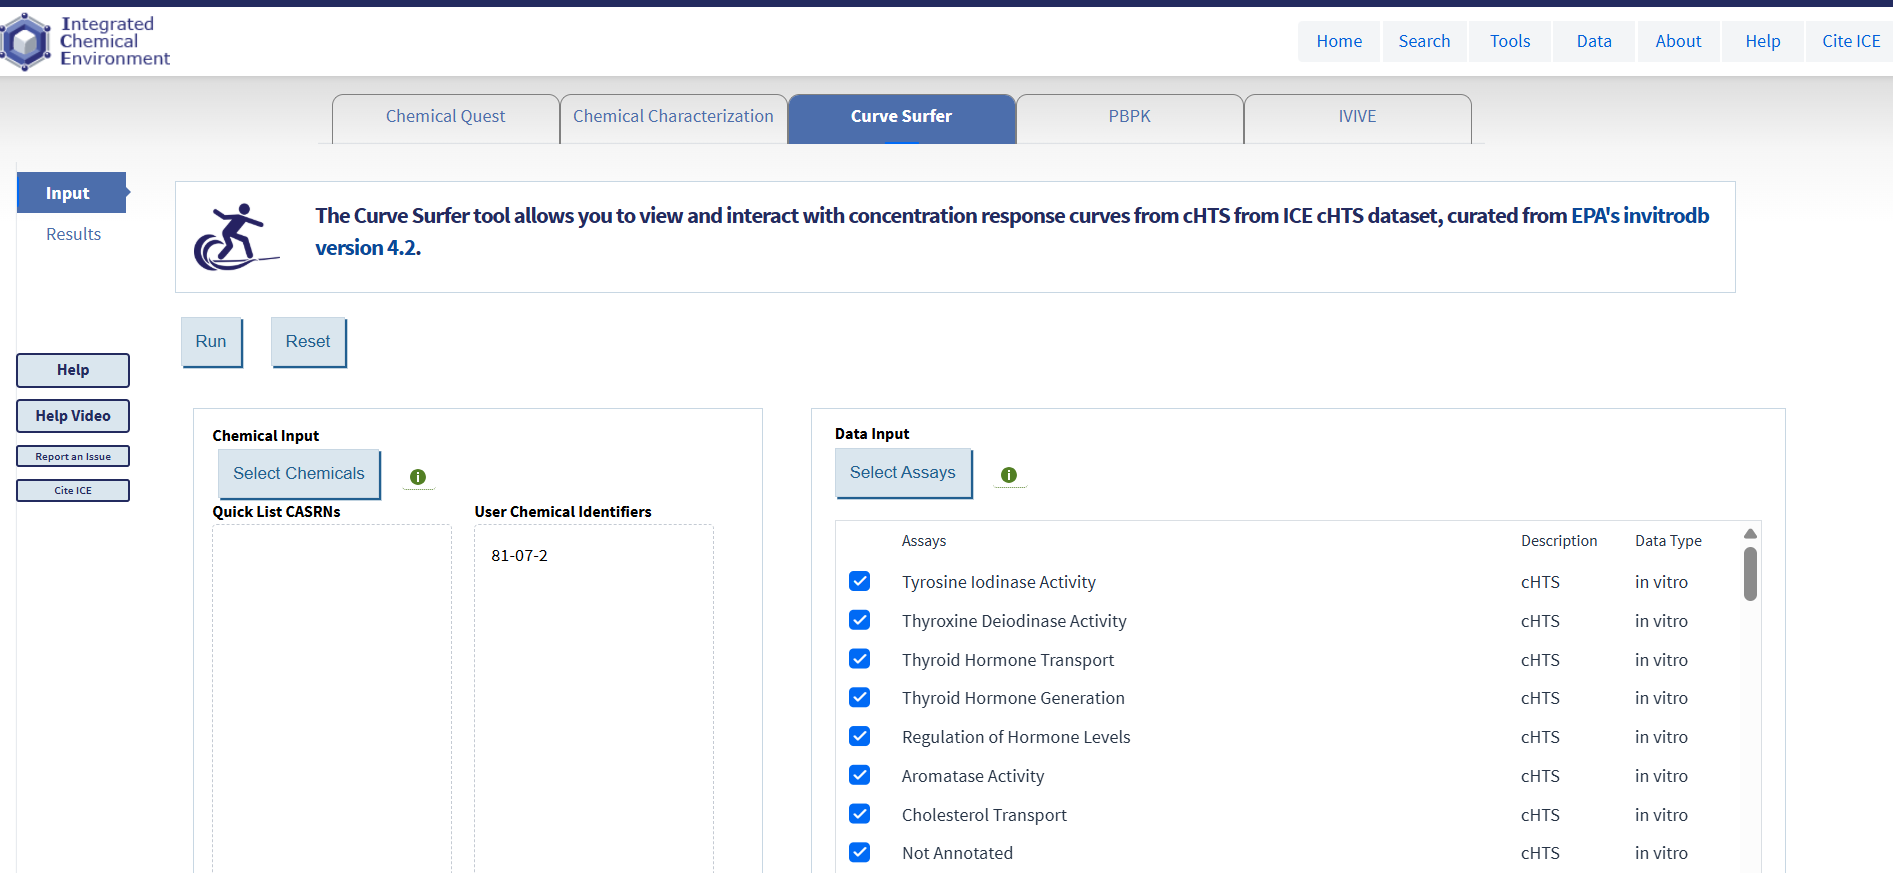 Integrated
Chemical
Environment
Home Search Tools Data About Help Cite ICE
Chemical Quest Chemical Characterization Curve Surfer PBPK IVIVE
Input
Results
The Curve Surfer tool allows you to view and interact with concentration response curves from cHTS from ICE cHTS dataset, curated from EPA's invitrodb
version 4.2.
Run Reset
Help
Help Video
Report an Issue
Cite ICE
Chemical Input
Select Chemicals i
Quick List CASRNs User Chemical Identifiers
81-07-2
Data Input
Select Assays i
Assays Description Data Type
Tyrosine Iodinase Activity cHTS in vitro
Thyroxine Deiodinase Activity cHTS in vitro
Thyroid Hormone Transport cHTS in vitro
Thyroid Hormone Generation cHTS in vitro
Regulation of Hormone Levels cHTS in vitro
Aromatase Activity cHTS in vitro
Cholesterol Transport cHTS in vitro
Not Annotated cHTS in vitro